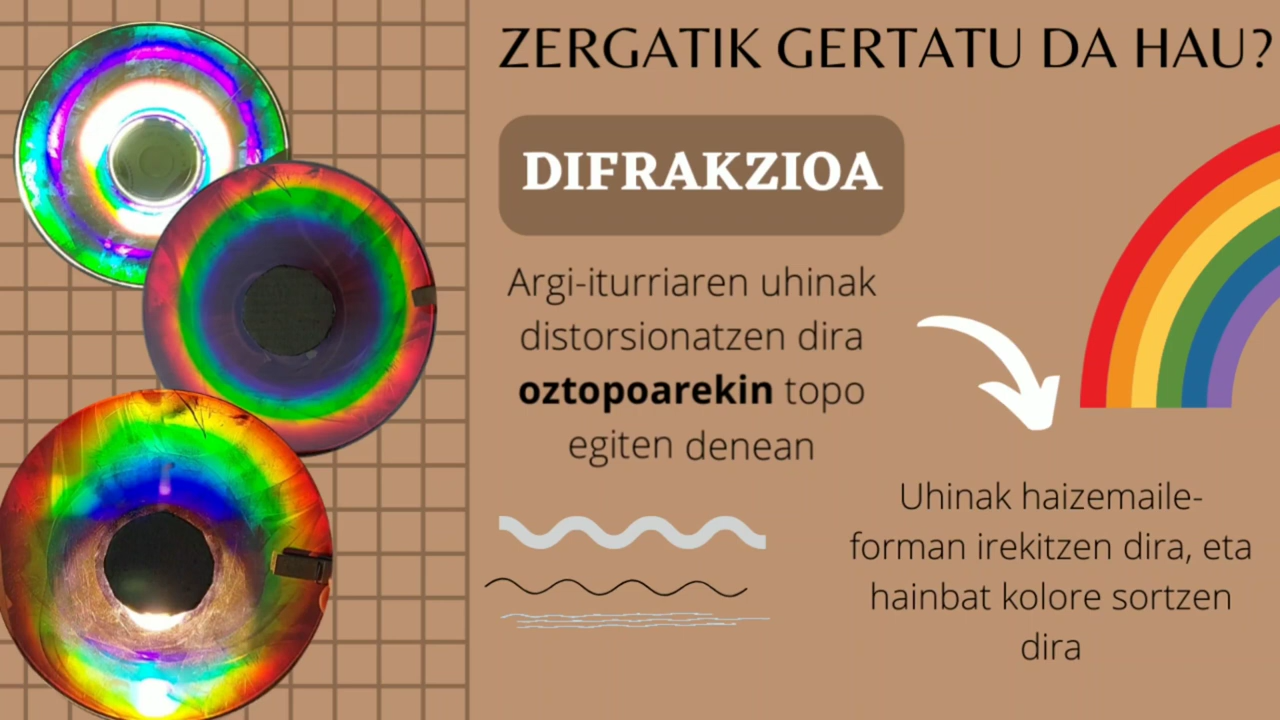 ZERGATIK GERTATU DA HAU?
DIFRAKZIOA
Argi-iturriaren uhinak
distorsionatzen dira
oztopoarekin topo
egiten denean
Uhinak haizemaile-
forman irekitzen dira, eta
hainbat kolore sortzen
dira